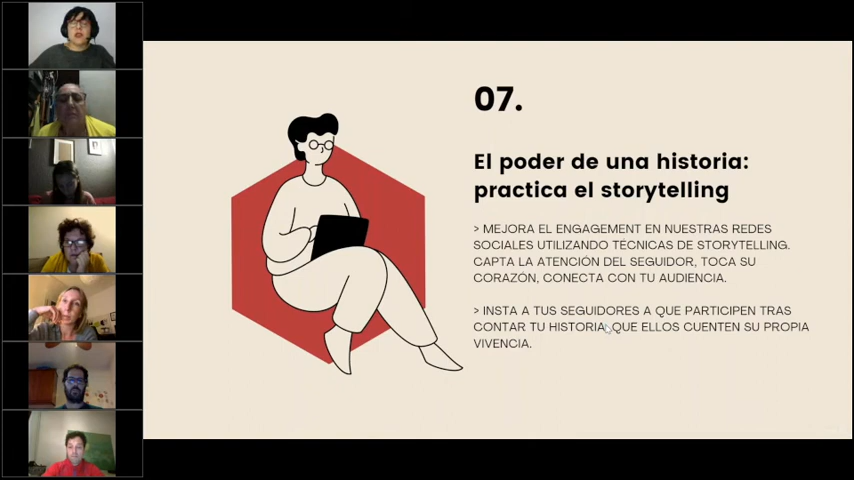 07.
El poder de una historia:
practica el storytelling
> MEJORA EL ENGAGEMENT EN NUESTRAS REDES
SOCIALES UTILIZANDO TÉCNICAS DE STORYTELLING.
CAPTA LA ATENCIÓN DEL SEGUIDOR, TOCA SU
CORAZÓN, CONECTA CON TU AUDIENCIA.
> INSTA A TUS SEGUIDORES A QUE PARTICIPEN TRAS
CONTAR TU HISTORIA, QUE ELLOS CUENTEN SU PROPIA
VIVENCIA.